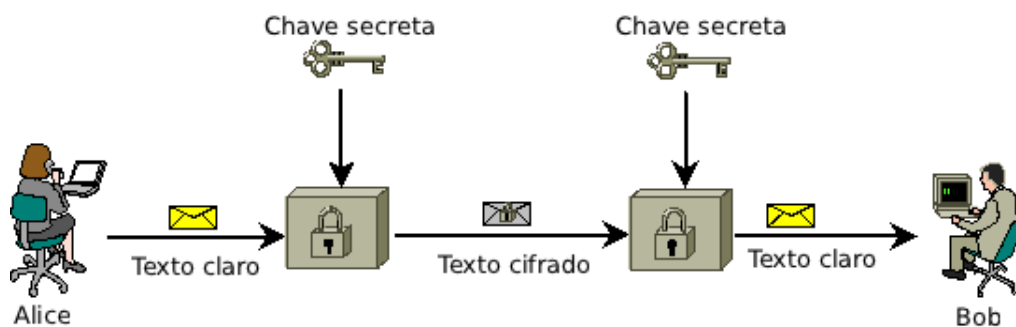 Chave secreta
Chave secreta
Texto claro
Texto cifrado
Texto claro
Alice
Bob